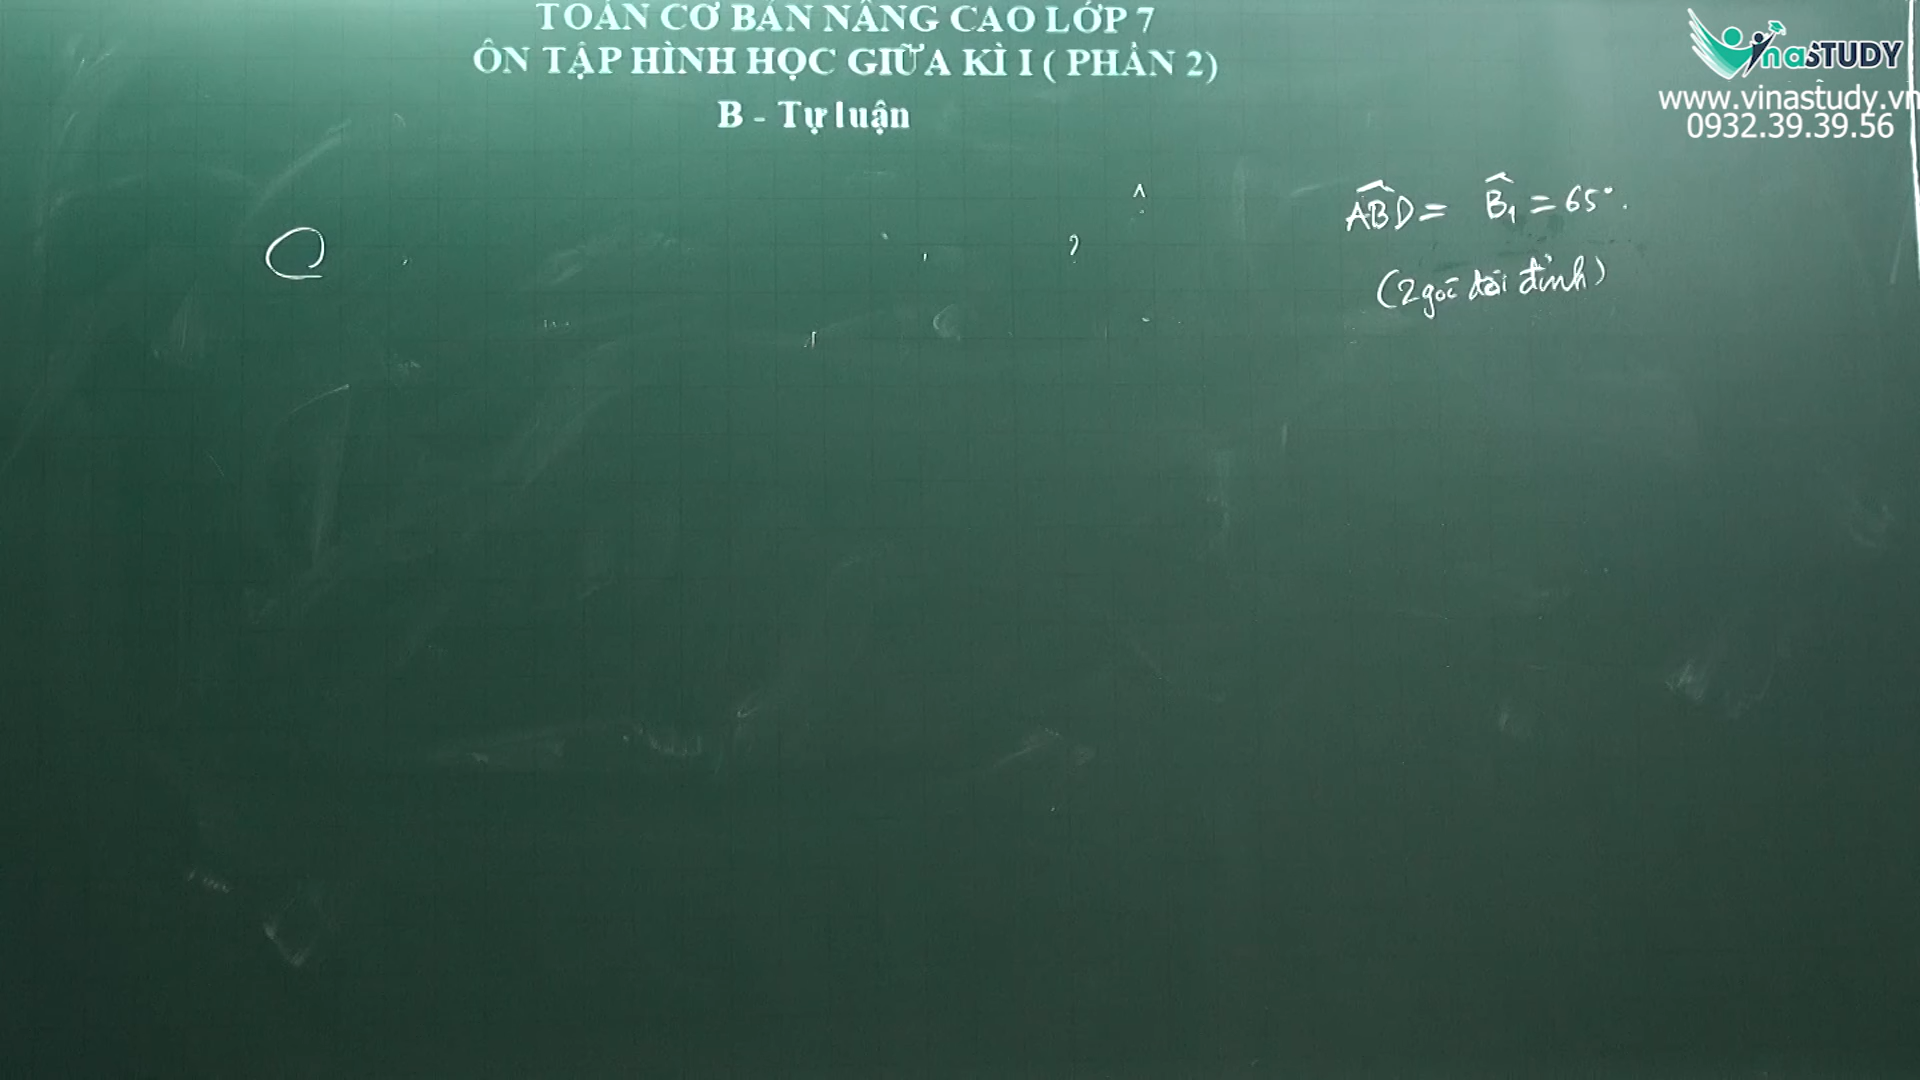 TOÁN CƠ BẢN NÂNG CAO LỚP 7
ÔN TẬP HÌNH HỌC GIỮA KÌ I ( PHẦN 2)
B - Tự luận
VinaSTUDY
www.vinastudy.vn
0932.39.39.56
ABD = B₁ = 65°.
(2 góc đối đỉnh)
?